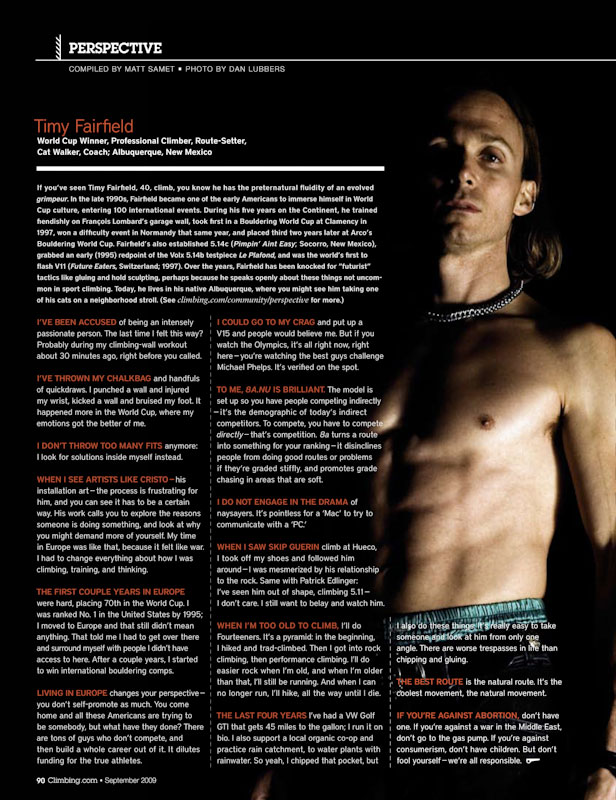 PERSPECTIVE
COMPILED BY MATT SAMET ■ PHOTO BY DAN LUBBERS
Timy Fairfield
World Cup Winner, Professional Climber, Route-Setter,
Cat Walker, Coach; Albuquerque, New Mexico
If you've seen Timy Fairfield, 40, climb, you know he has the preternatural fluidity of an evolved
grimpeur. In the late 1990s, Fairfield became one of the early Americans to immerse himself in World
Cup culture, entering 100 international events. During his five years on the Continent, he trained
fiendishly on François Lombard's garage wall, took first in a Bouldering World Cup at Clamency in
1997, won a difficulty event in Normandy that same year, and placed third two years later at Arco's
Bouldering World Cup. Fairfield's also established 5.14c (Pimpin' Aint Easy; Socorro, New Mexico),
grabbed an early (1995) redpoint of the Volx 5.14b testpiece Le Plafond, and was the world's first to
flash V11 (Future Eaters, Switzerland; 1997). Over the years, Fairfield has been knocked for "futurist"
tactics like gluing and hold sculpting, perhaps because he speaks openly about these things not uncom-
mon in sport climbing. Today, he lives in his native Albuquerque, where you might see him taking one
of his cats on a neighborhood stroll. (See climbing.com/community/perspective for more.)
I'VE BEEN ACCUSED of being an intensely
passionate person. The last time I felt this way?
Probably during my climbing-wall workout
about 30 minutes ago, right before you called.
I'VE THROWN MY CHALKBAG and handfuls
of quickdraws. I punched a wall and injured
my wrist, kicked a wall and bruised my foot. It
happened more in the World Cup, where my
emotions got the better of me.
I DON'T THROW TOO MANY FITS anymore:
I look for solutions inside myself instead.
WHEN I SEE ARTISTS LIKE CRISTO—his
installation art—the process is frustrating for
him, and you can see it has to be a certain
way. His work calls you to explore the reasons
someone is doing something, and look at why
you might demand more of yourself. My time
in Europe was like that, because it felt like war.
I had to change everything about how I was
climbing, training, and thinking.
THE FIRST COUPLE YEARS IN EUROPE
were hard, placing 70th in the World Cup. I
was ranked No. 1 in the United States by 1995;
I moved to Europe and that still didn't mean
anything. That told me I had to get over there
and surround myself with people I didn't have
access to here. After a couple years, I started
to win international bouldering comps.
LIVING IN EUROPE changes your perspective—
you don't self-promote as much. You come
home and all these Americans are trying to
be somebody, but what have they done? There
are tons of guys who don't compete, and
then build a whole career out of it. It dilutes
funding for the true athletes.
I COULD GO TO MY CRAG and put up a
V15 and people would believe me. But if you
watch the Olympics, it's all right now, right
here—you're watching the best guys challenge
Michael Phelps. It's verified on the spot.
TO ME, 8A.NU IS BRILLIANT. The model is
set up so you have people competing indirectly
—it's the demographic of today's indirect
competitors. To compete, you have to compete
directly—that's competition. 8a turns a route
into something for your ranking—it disinclines
people from doing good routes or problems
if they're graded stiffly, and promotes grade
chasing in areas that are soft.
I DO NOT ENGAGE IN THE DRAMA of
naysayers. It's pointless for a 'Mac' to try to
communicate with a 'PC.'
WHEN I SAW SKIP GUERIN climb at Hueco,
I took off my shoes and followed him
around—I was mesmerized by his relationship
to the rock. Same with Patrick Edlinger:
I've seen him out of shape, climbing 5.11—
I don't care. I still want to belay and watch him.
WHEN I'M TOO OLD TO CLIMB, I'll do
Fourteeners. It's a pyramid: in the beginning,
I hiked and trad-climbed. Then I got into rock
climbing, then performance climbing. I'll do
easier rock when I'm old, and when I'm older
than that, I'll still be running. And when I can
no longer run, I'll hike, all the way until I die.
THE LAST FOUR YEARS I've had a VW Golf
GTI that gets 45 miles to the gallon; I run it on
bio. I also support a local organic co-op and
practice rain catchment, to water plants with
rainwater. So yeah, I chipped that pocket, but
I also do these things. It's really easy to take
someone and look at him from only one
angle. There are worse trespasses in life than
chipping and gluing.
THE BEST ROUTE is the natural route. It's the
coolest movement, the natural movement.
IF YOU'RE AGAINST ABORTION, don't have
one. If you're against a war in the Middle East,
don't go to the gas pump. If you're against
consumerism, don't have children. But don't
fool yourself—we're all responsible.
90 Climbing.com • September 2009